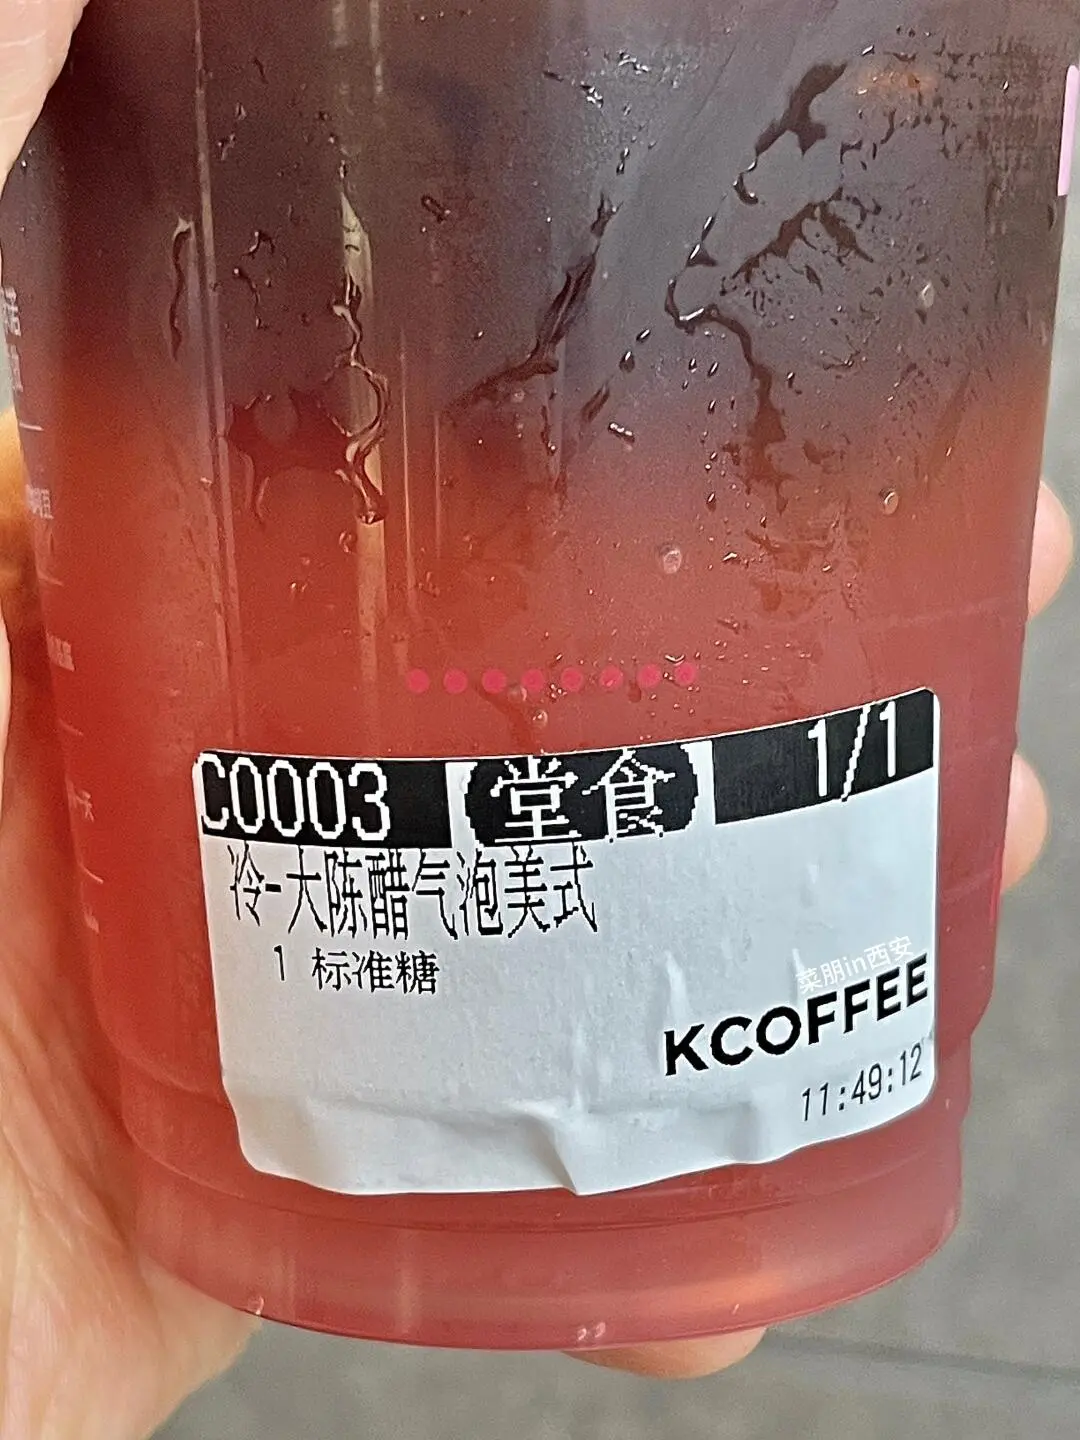 C0003 堂食 1/1
冷-大陈醋气泡美式
1 标准糖
菜朋in西安
KCOFFEE
11:49:12